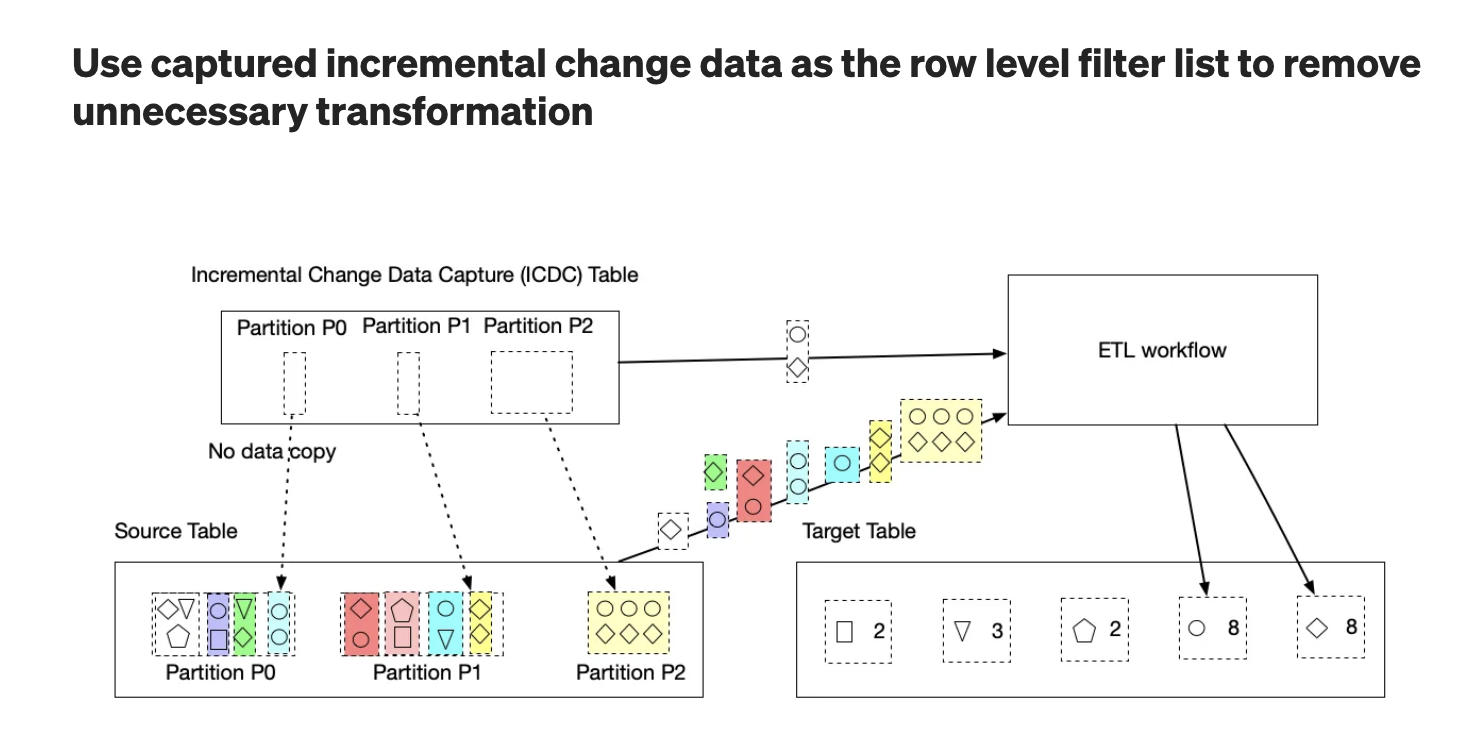 Use captured incremental change data as the row level filter list to remove
unnecessary transformation
Incremental Change Data Capture (ICDC) Table
Partition P0 Partition P1 Partition P2
ETL workflow
No data copy
Source Table
Target Table
2 3 2 8 8
Partition P0 Partition P1 Partition P2